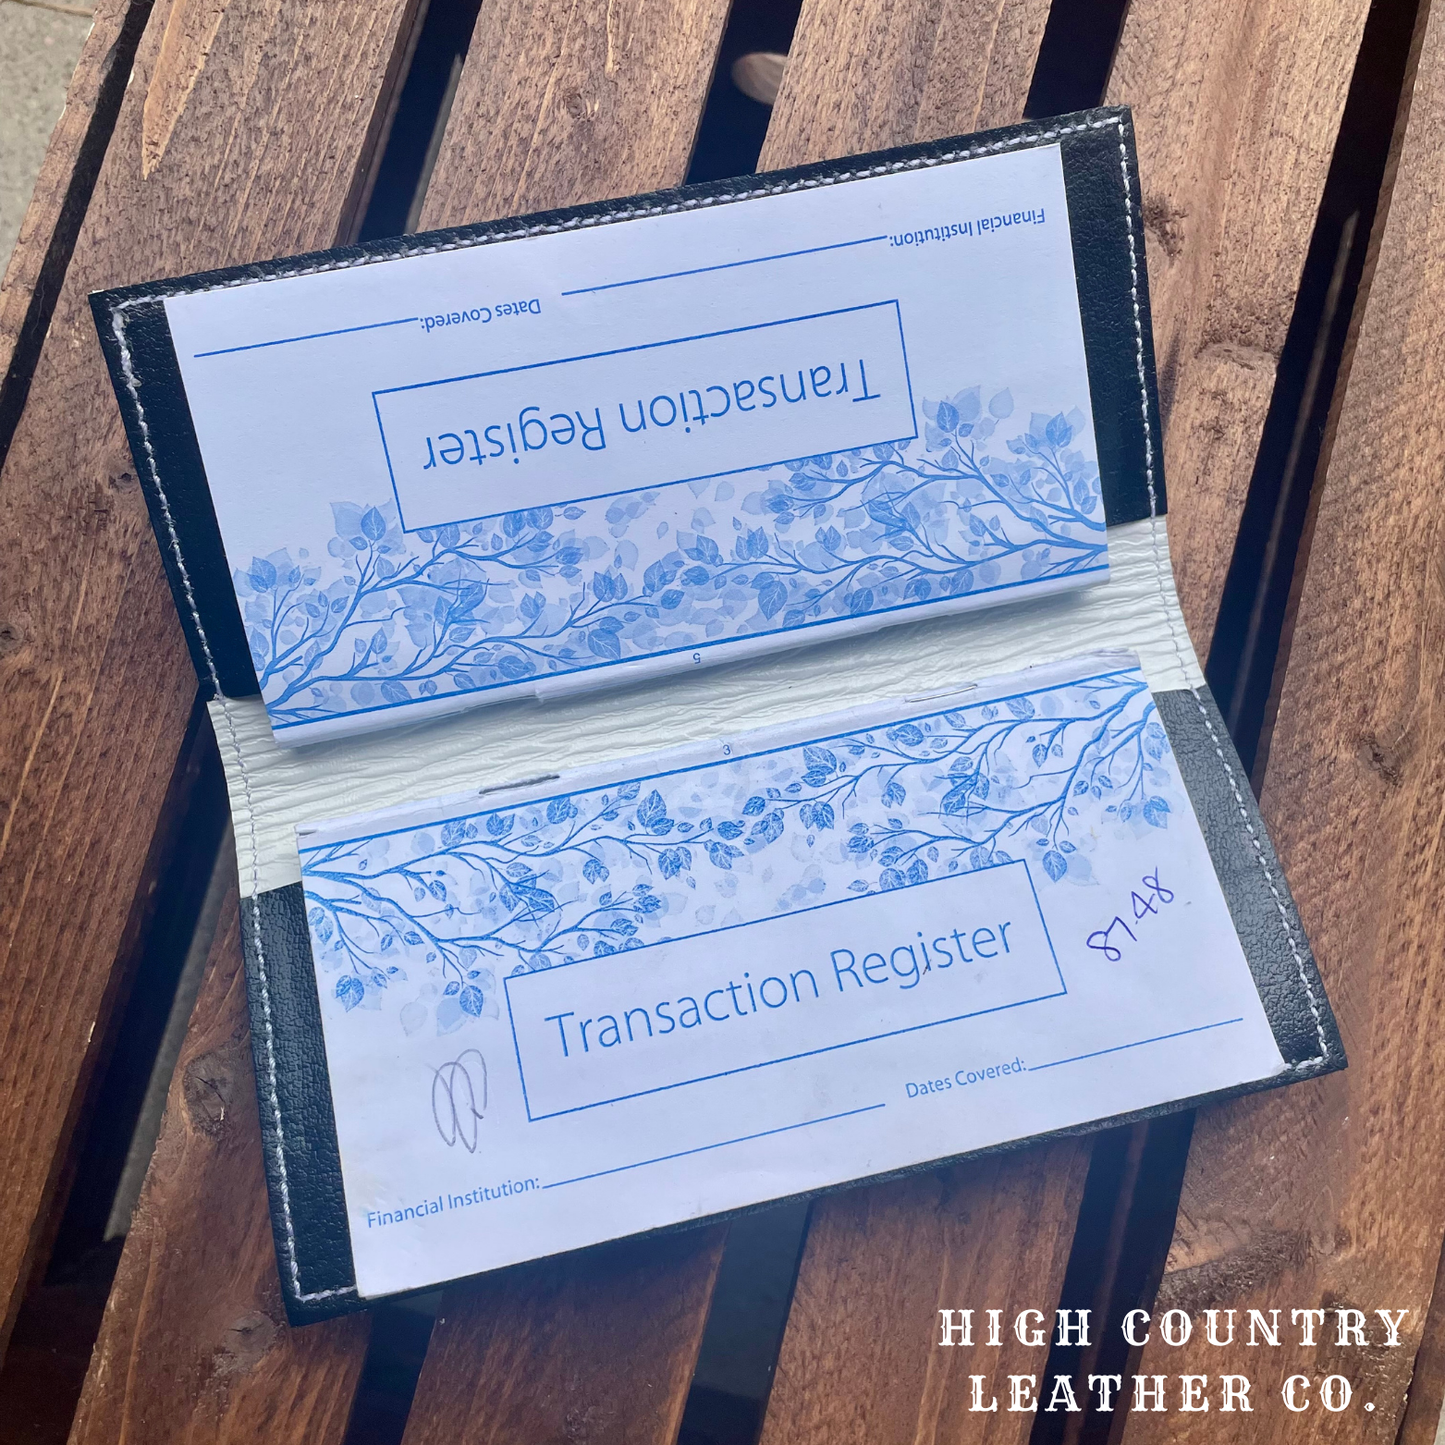 Financial Institution:
Dates Covered:
Transaction Register
5
3
87.48
Transaction Register
Dates Covered:
Financial Institution:
HIGH COUNTRY
LEATHER CO.